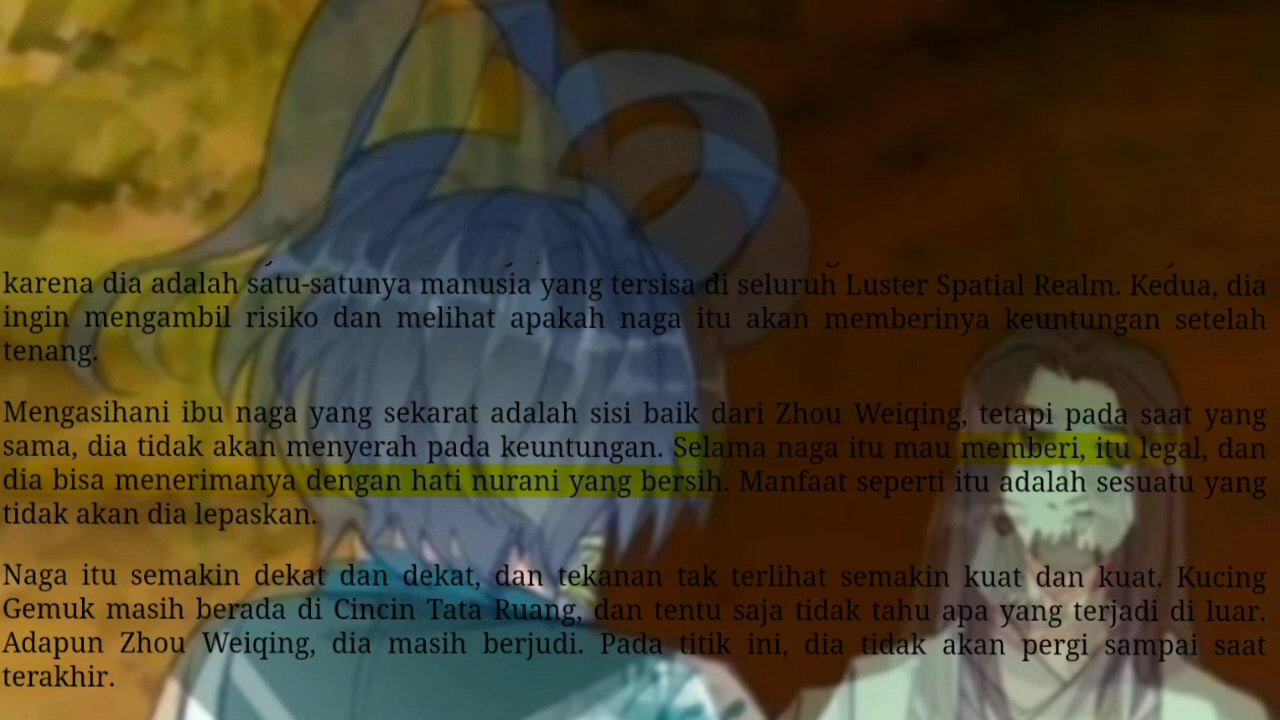 karena dia adalah satu-satunya manusia yang tersisa di seluruh Luster Spatial Realm. Kedua, dia
ingin mengambil risiko dan melihat apakah naga itu akan memberinya keuntungan setelah
tenang.
Mengasihani ibu naga yang sekarat adalah sisi baik dari Zhou Weiqing, tetapi pada saat yang
sama, dia tidak akan menyerah pada keuntungan. Selama naga itu mau memberi, itu legal, dan
dia bisa menerimanya dengan hati nurani yang bersih. Manfaat seperti itu adalah sesuatu yang
tidak akan dia lepaskan.
Naga itu semakin dekat dan dekat, dan tekanan tak terlihat semakin kuat dan kuat. Kucing
Gemuk masih berada di Cincin Tata Ruang, dan tentu saja tidak tahu apa yang terjadi di luar.
Adapun Zhou Weiqing, dia masih berjudi. Pada titik ini, dia tidak akan pergi sampai saat
terakhir.